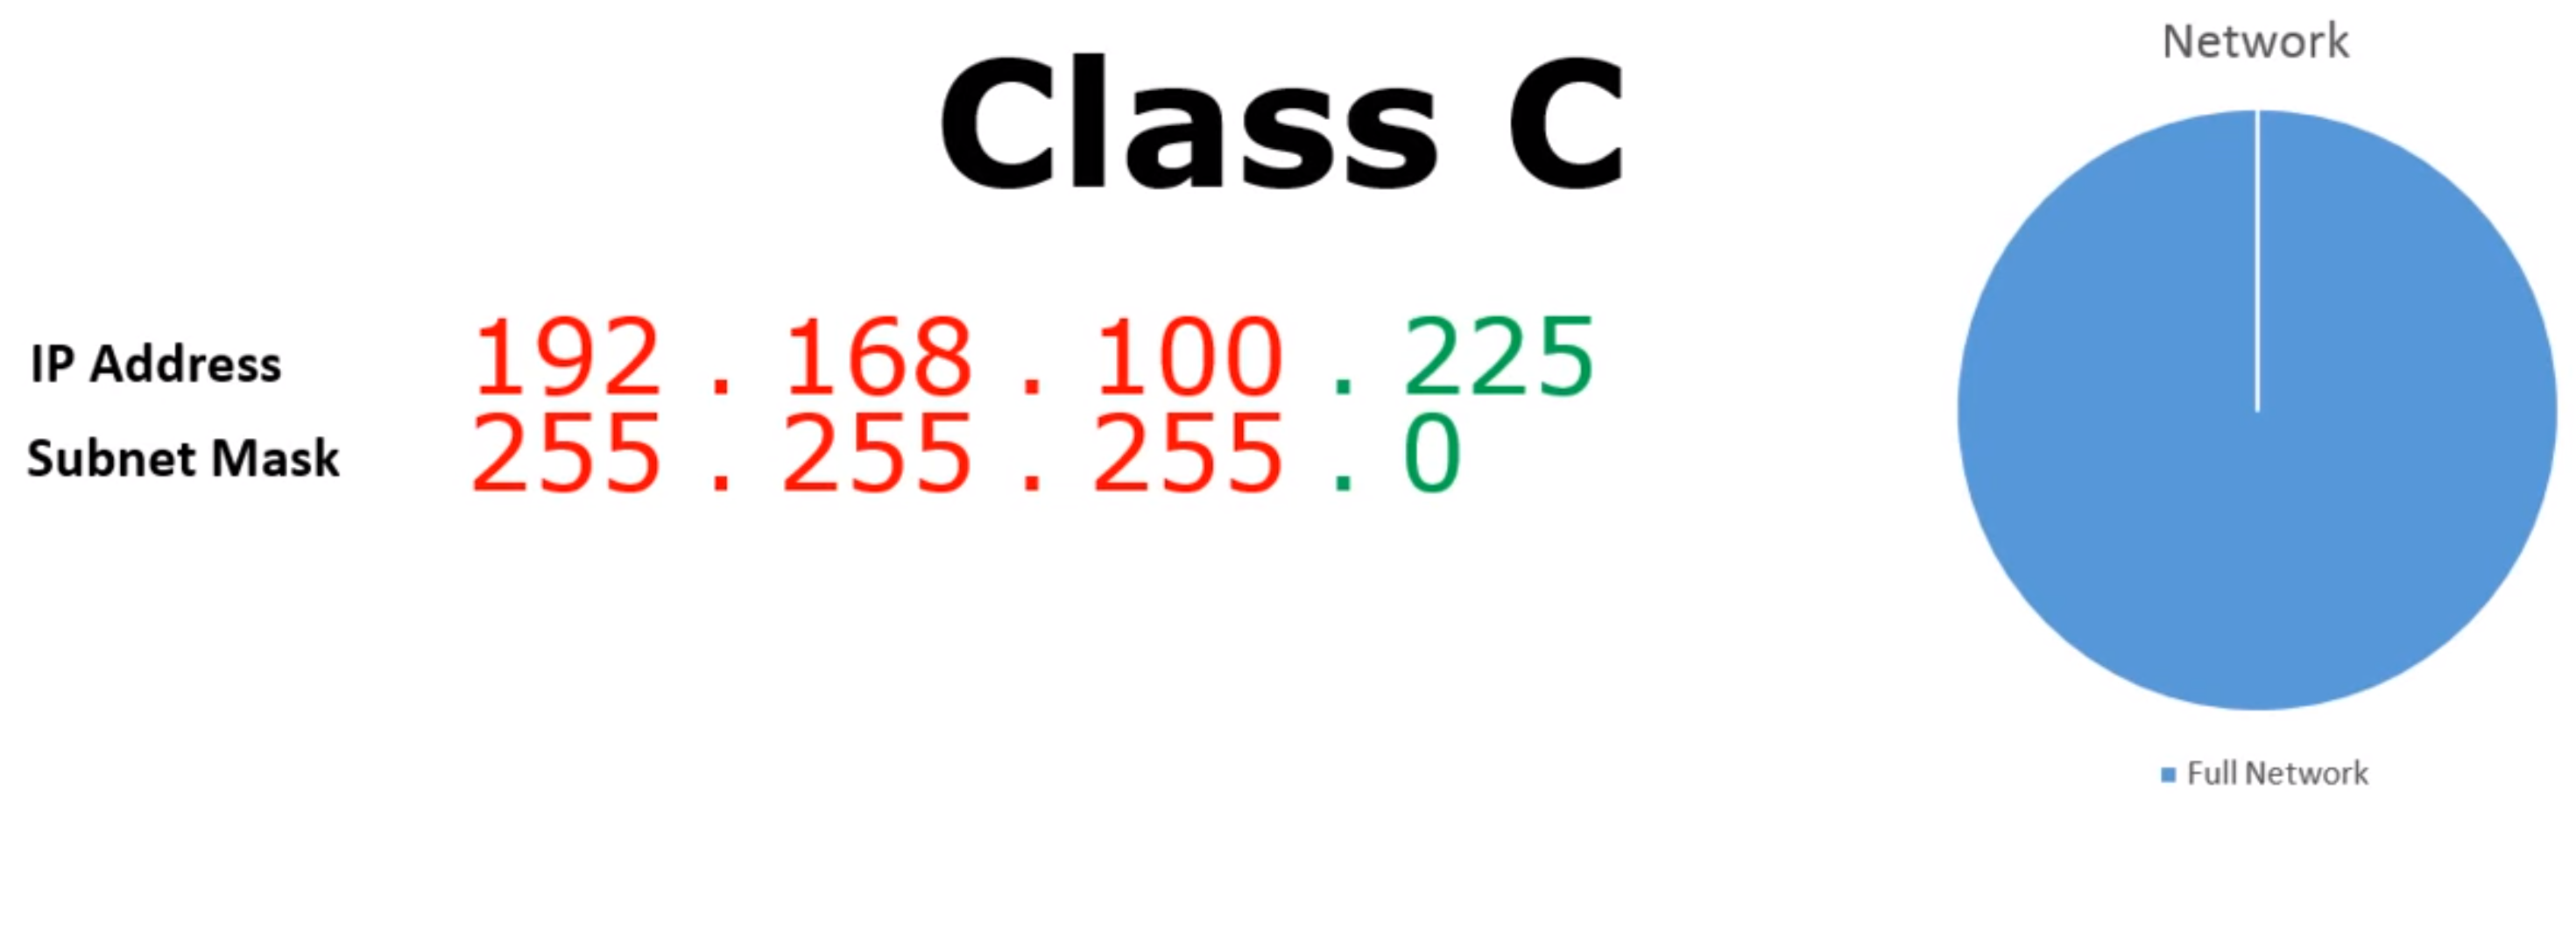 Class C
IP Address 192 . 168 . 100 . 225
Subnet Mask 255 . 255 . 255 . 0
Network
Full Network